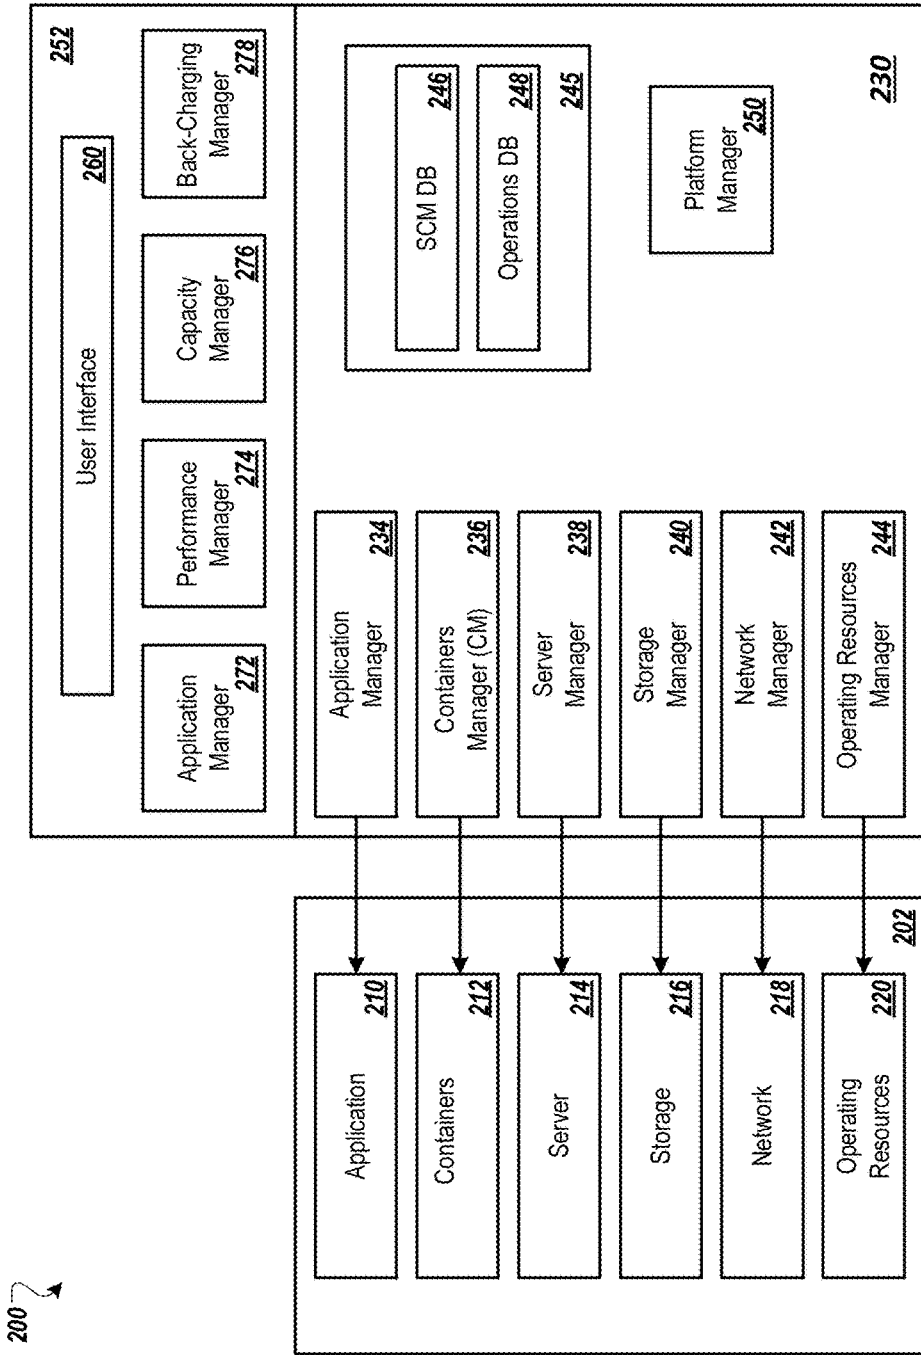 200
252
User Interface
260
Application
Manager
272
Performance
Manager
274
Capacity
Manager
276
Back-Charging
Manager
278
Application
210
Containers
212
Server
214
Storage
216
Network
218
Operating
Resources
220
202
Application
Manager
234
Containers
Manager (CM)
236
Server
Manager
238
Storage
Manager
240
Network
Manager
242
Operating Resources
Manager
244
SCM DB
246
Operations DB
248
245
Platform
Manager
250
230